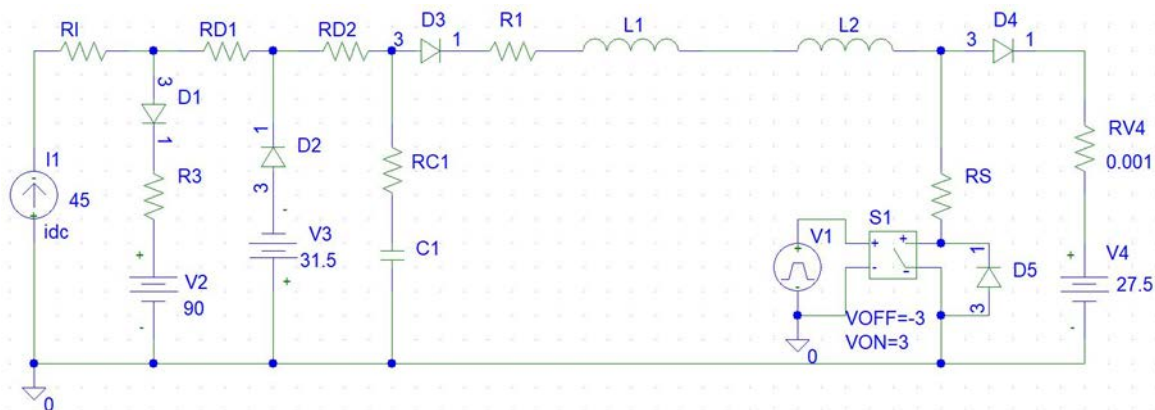 RI
RD1
RD2
3
D3
1
R1
L1
L2
3
D4
1
3
D1
1
I1
45
idc
R3
V2
90
1
D2
3
V3
31.5
RC1
C1
RS
RV4
0.001
V1
S1
1
D5
3
V4
27.5
VOFF=-3
VON=3
0
0